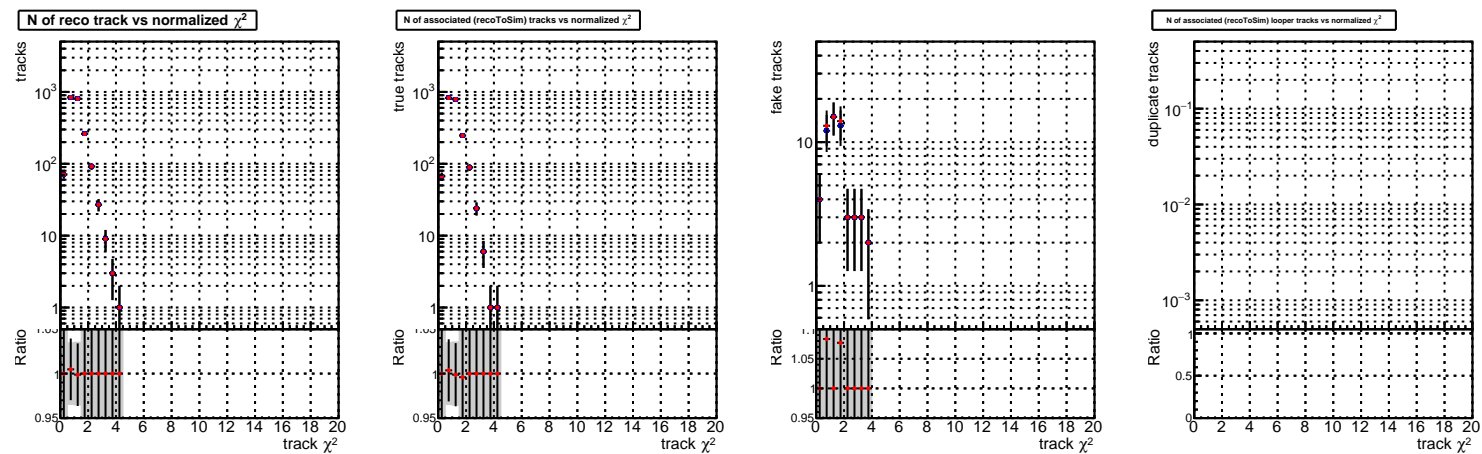 N of reco track vs normalized χ²
tracks
10³
10²
10
1
Ratio
1.05
1
0.95
0 2 4 6 8 10 12 14 16 18 20
track χ²
N of associated (recoToSim) tracks vs normalized χ²
true tracks
10³
10²
10
1
Ratio
1.05
1
0.95
0 2 4 6 8 10 12 14 16 18 20
track χ²
fake tracks
10
1
Ratio
1.1
1.05
1
0.95
0 2 4 6 8 10 12 14 16 18 20
track χ²
N of associated (recoToSim) looper tracks vs normalized χ²
duplicate tracks
10⁻¹
10⁻²
10⁻³
Ratio
1
0.5
0
0 2 4 6 8 10 12 14 16 18 20
track χ²